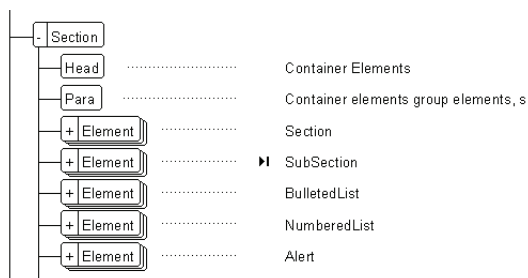 - Section
Head Container Elements
Para Container elements group elements, s
+ Element Section
+ Element SubSection
+ Element BulletedList
+ Element NumberedList
+ Element Alert